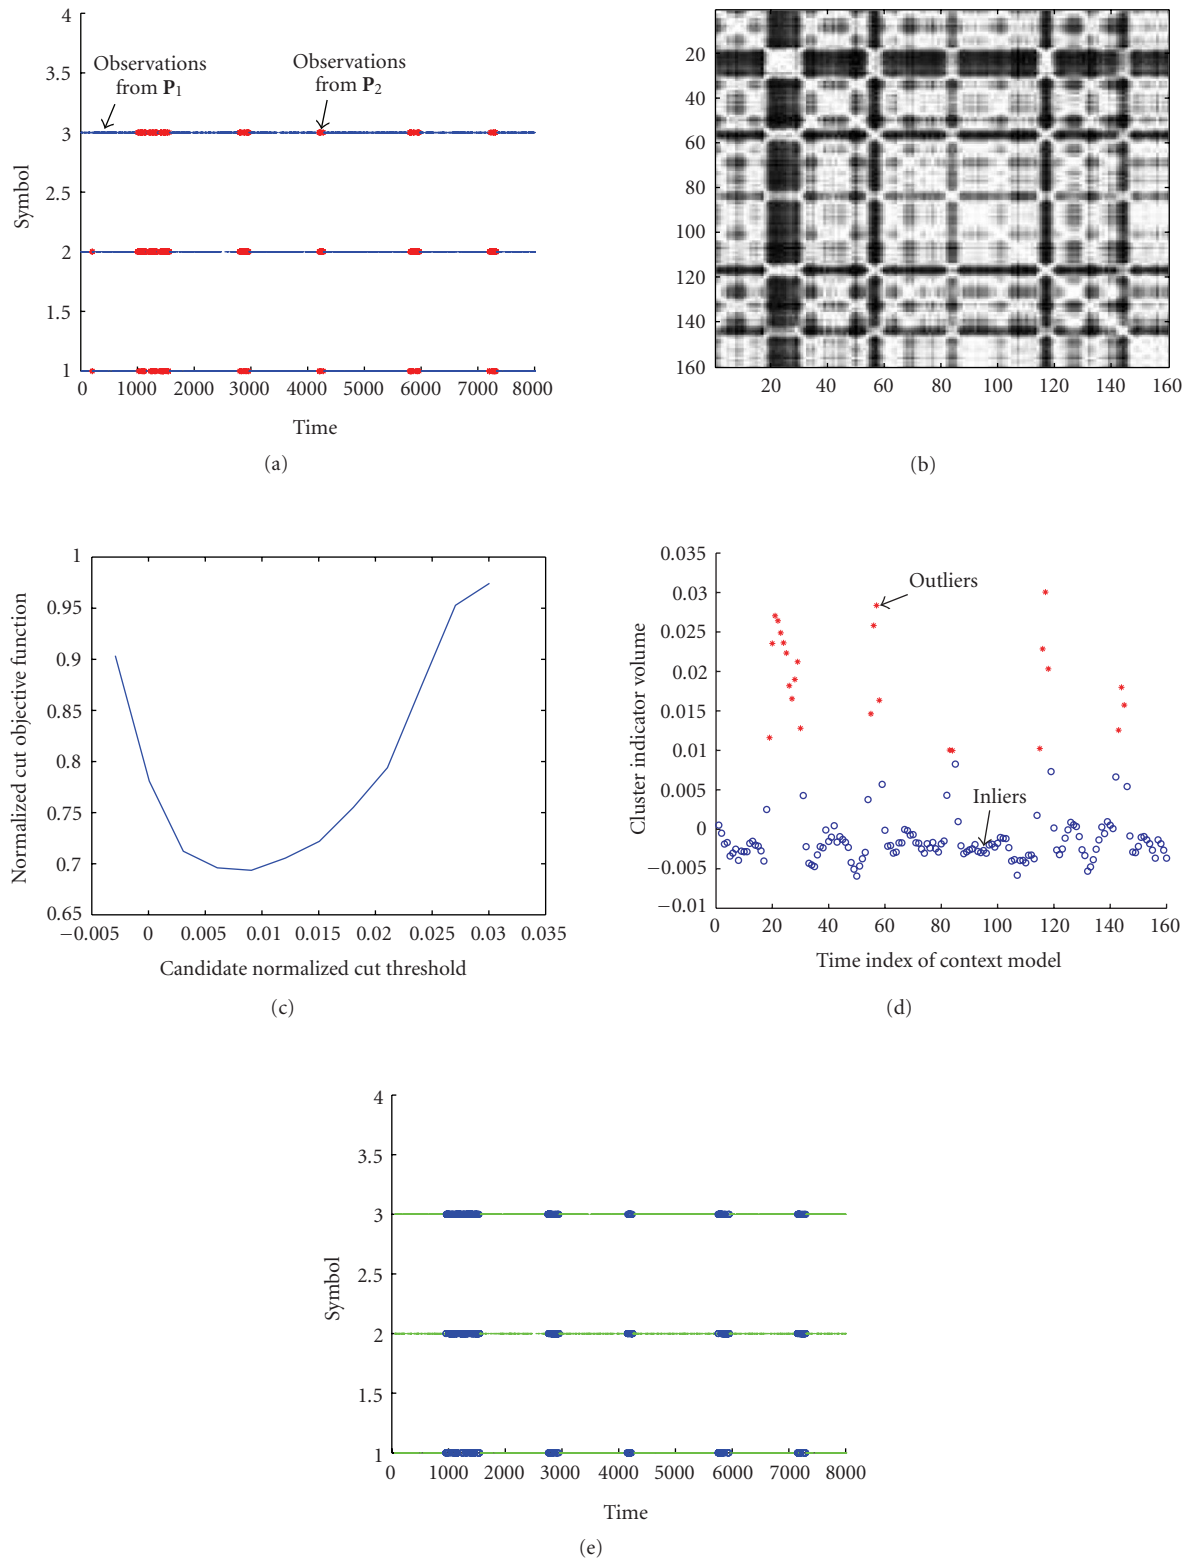 4
3.5
3
2.5
2
1.5
1
Symbol
Observations
from P1
Observations
from P2
0 1000 2000 3000 4000 5000 6000 7000 8000
Time
(a)
20
40
60
80
100
120
140
160
20 40 60 80 100 120 140 160
(b)
1
0.95
0.9
0.85
0.8
0.75
0.7
0.65
Normalized cut objective function
−0.005 0 0.005 0.01 0.015 0.02 0.025 0.03 0.035
Candidate normalized cut threshold
(c)
0.035
0.03
0.025
0.02
0.015
0.01
0.005
0
−0.005
−0.01
Cluster indicator volume
Outliers
Inliers
0 20 40 60 80 100 120 140 160
Time index of context model
(d)
4
3.5
3
2.5
2
1.5
1
Symbol
0 1000 2000 3000 4000 5000 6000 7000 8000
Time
(e)